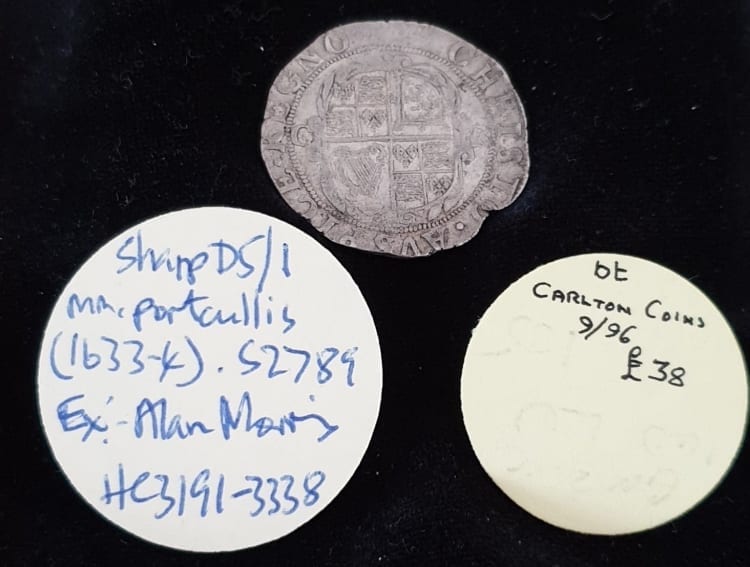 CHRISTO · AVSPICE · REGNO
Sharp D5/1
mm. portcullis
(1633-4). S2789
Ex:- Alan Morris
HC3191-3338
bt
CARLTON COINS
9/96
£38